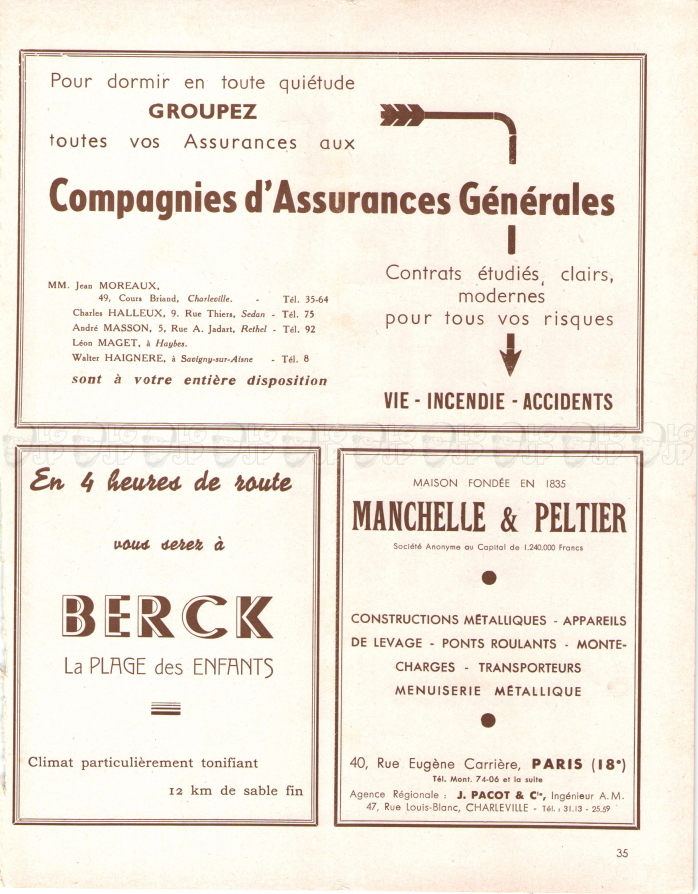 Pour dormir en toute quiétude
GROUPEZ
toutes vos Assurances aux
Compagnies d'Assurances Générales
MM. Jean MOREAUX,
49, Cours Briand, Charleville. - Tél. 35-64
Charles HALLEUX, 9. Rue Thiers, Sedan - Tél. 75
André MASSON, 5, Rue A. Jadart, Rethel - Tél. 92
Léon MAGET, à Haybes.
Walter HAIGNERE, à Savigny-sur-Aisne - Tél. 8
sont à votre entière disposition
Contrats étudiés, clairs,
modernes
pour tous vos risques
VIE - INCENDIE - ACCIDENTS
En 4 heures de route
vous serez à
BERCK
La PLAGE des ENFANTS
Climat particulièrement tonifiant
12 km de sable fin
MAISON FONDÉE EN 1835
MANCHELLE & PELTIER
Société Anonyme au Capital de 1.240.000 Francs
CONSTRUCTIONS MÉTALLIQUES - APPAREILS
DE LEVAGE - PONTS ROULANTS - MONTE-
CHARGES - TRANSPORTEURS
MENUISERIE MÉTALLIQUE
40, Rue Eugène Carrière, PARIS (18e)
Tél. Mont. 74-06 et la suite
Agence Régionale : J. PACOT & Cie, Ingénieur A. M.
47, Rue Louis-Blanc, CHARLEVILLE - Tél. : 31.13 - 25.59
35
LG JP